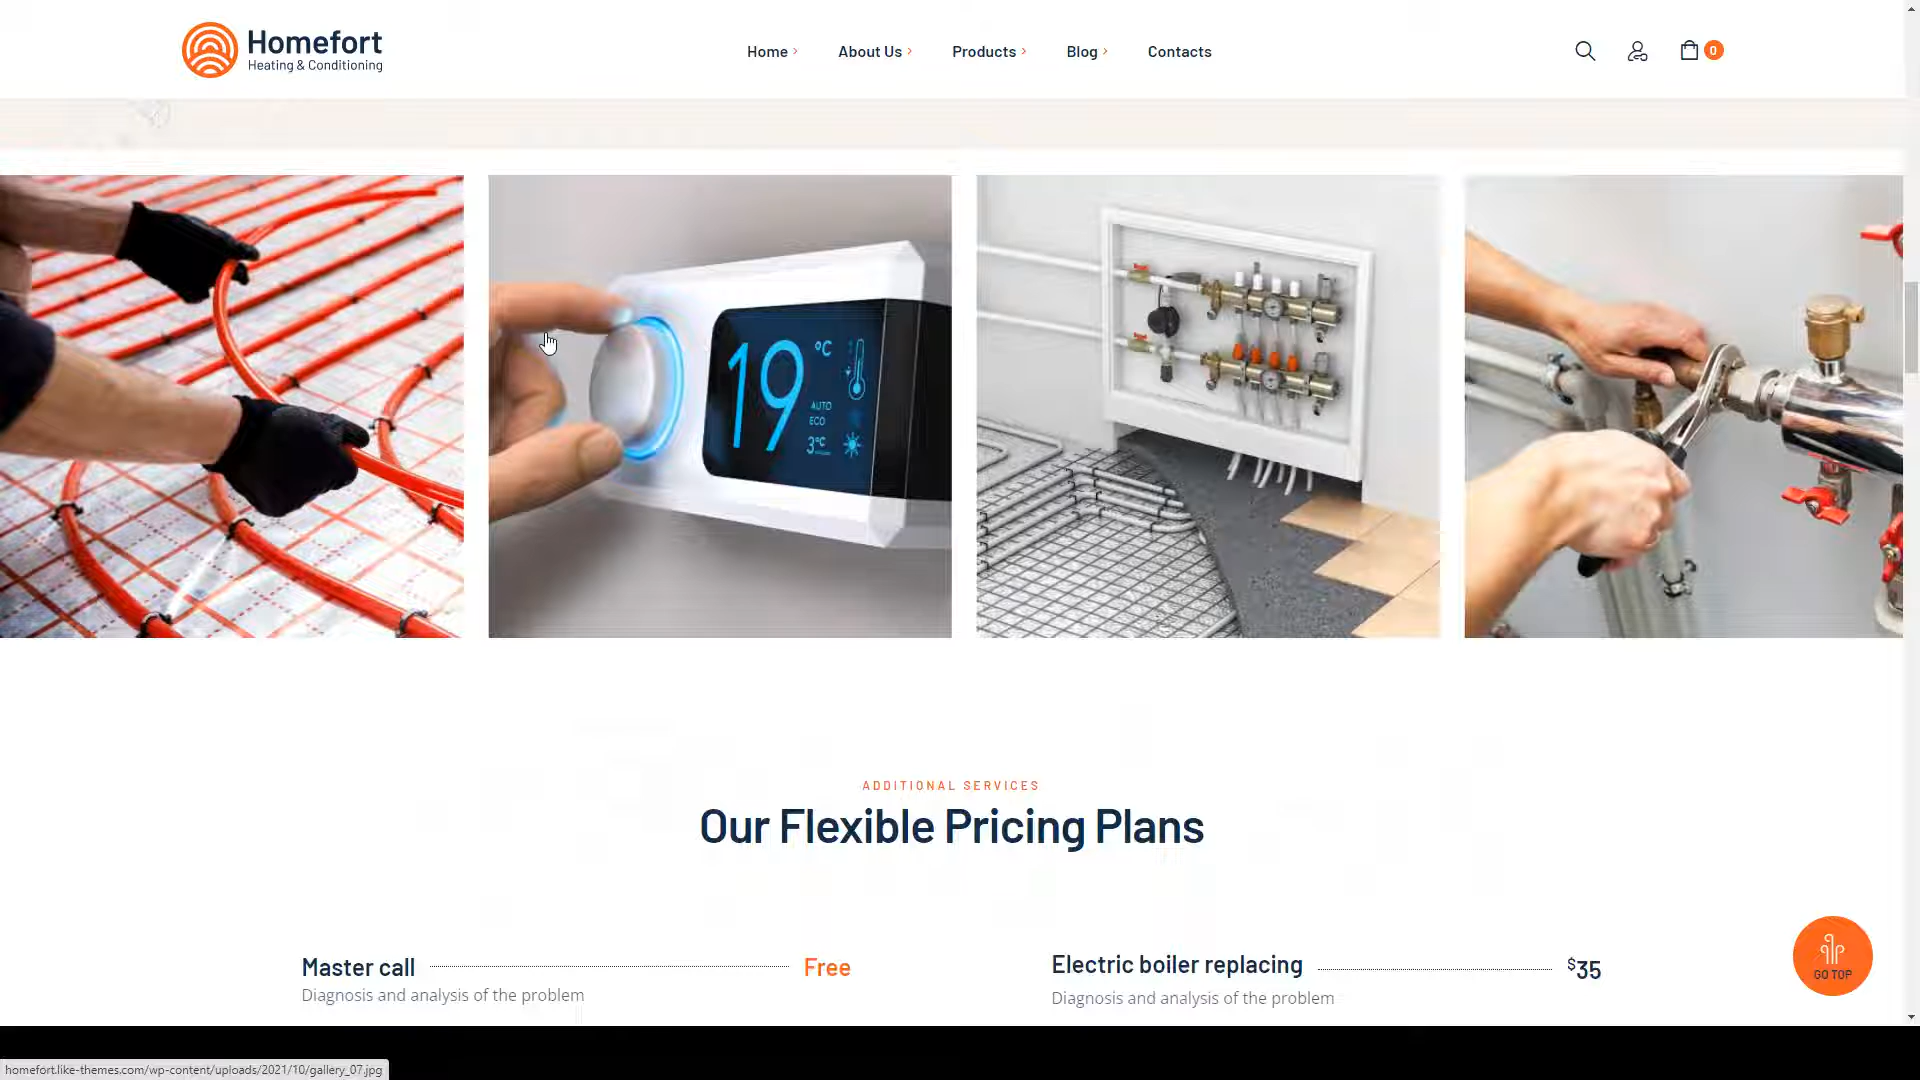 Homefort
Heating & Conditioning
Home
About Us
Products
Blog
Contacts
0
19 °C
AUTO
ECO
3°C
ADDITIONAL SERVICES
Our Flexible Pricing Plans
Master call
Free
Diagnosis and analysis of the problem
Electric boiler replacing
$35
Diagnosis and analysis of the problem
GO TOP
homefort.like-themes.com/wp-content/uploads/2021/10/gallery_07.jpg